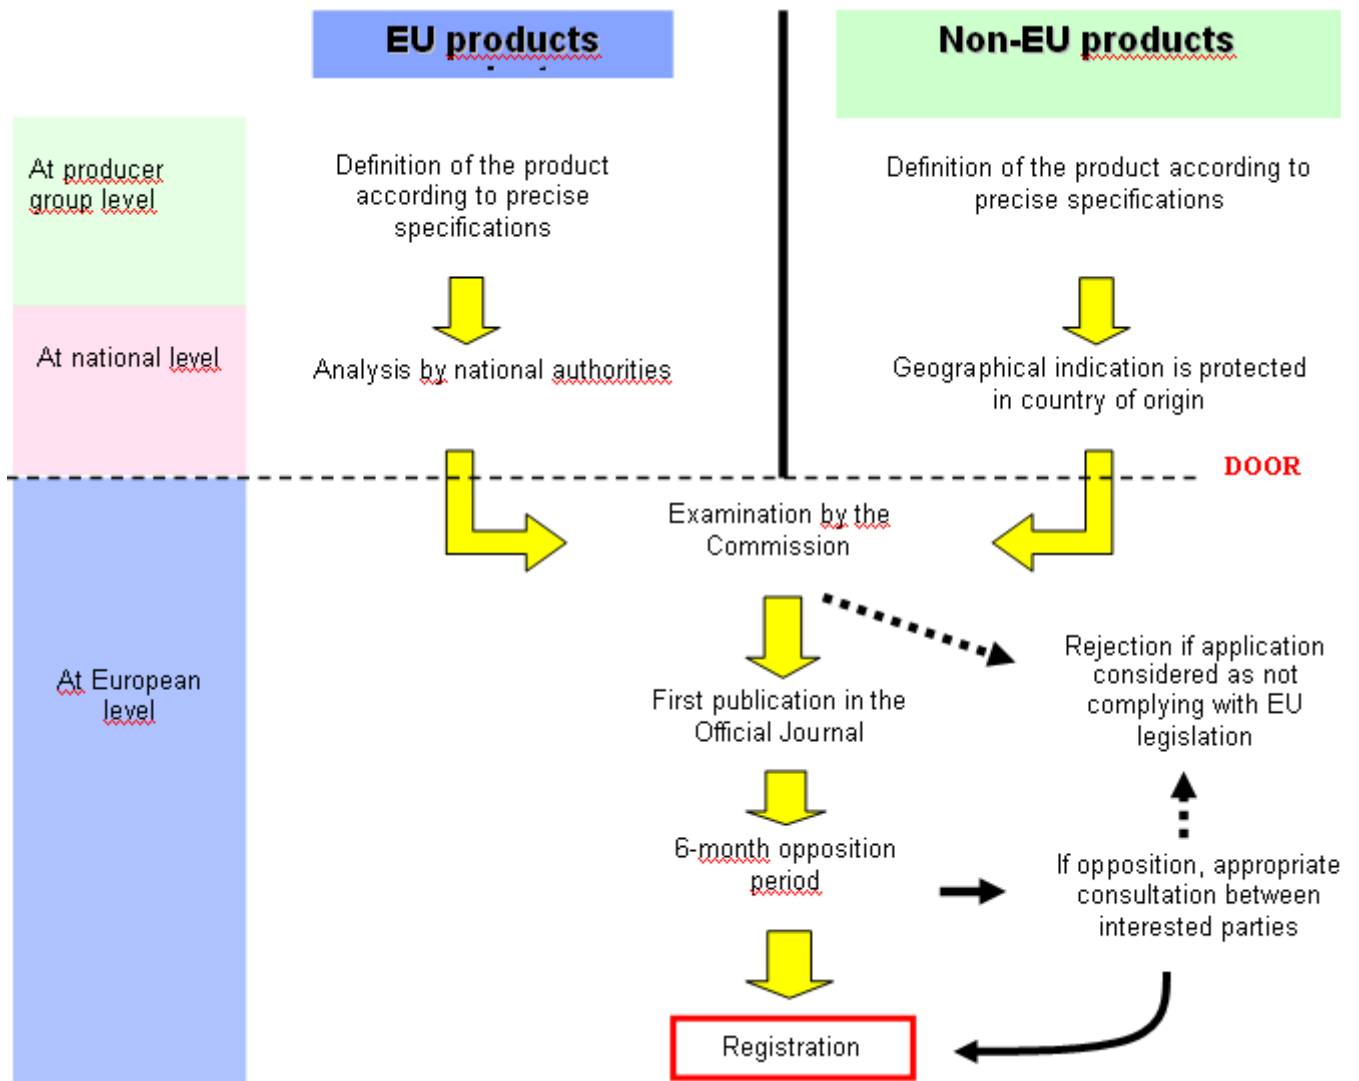 EU products
Non-EU products
At producer
group level
Definition of the product
according to precise
specifications
Definition of the product according to
precise specifications
At national level
Analysis by national authorities
Geographical indication is protected
in country of origin
DOOR
Examination by the
Commission
At European
level
First publication in the
Official Journal
Rejection if application
considered as not
complying with EU
legislation
6-month opposition
period
If opposition, appropriate
consultation between
interested parties
Registration